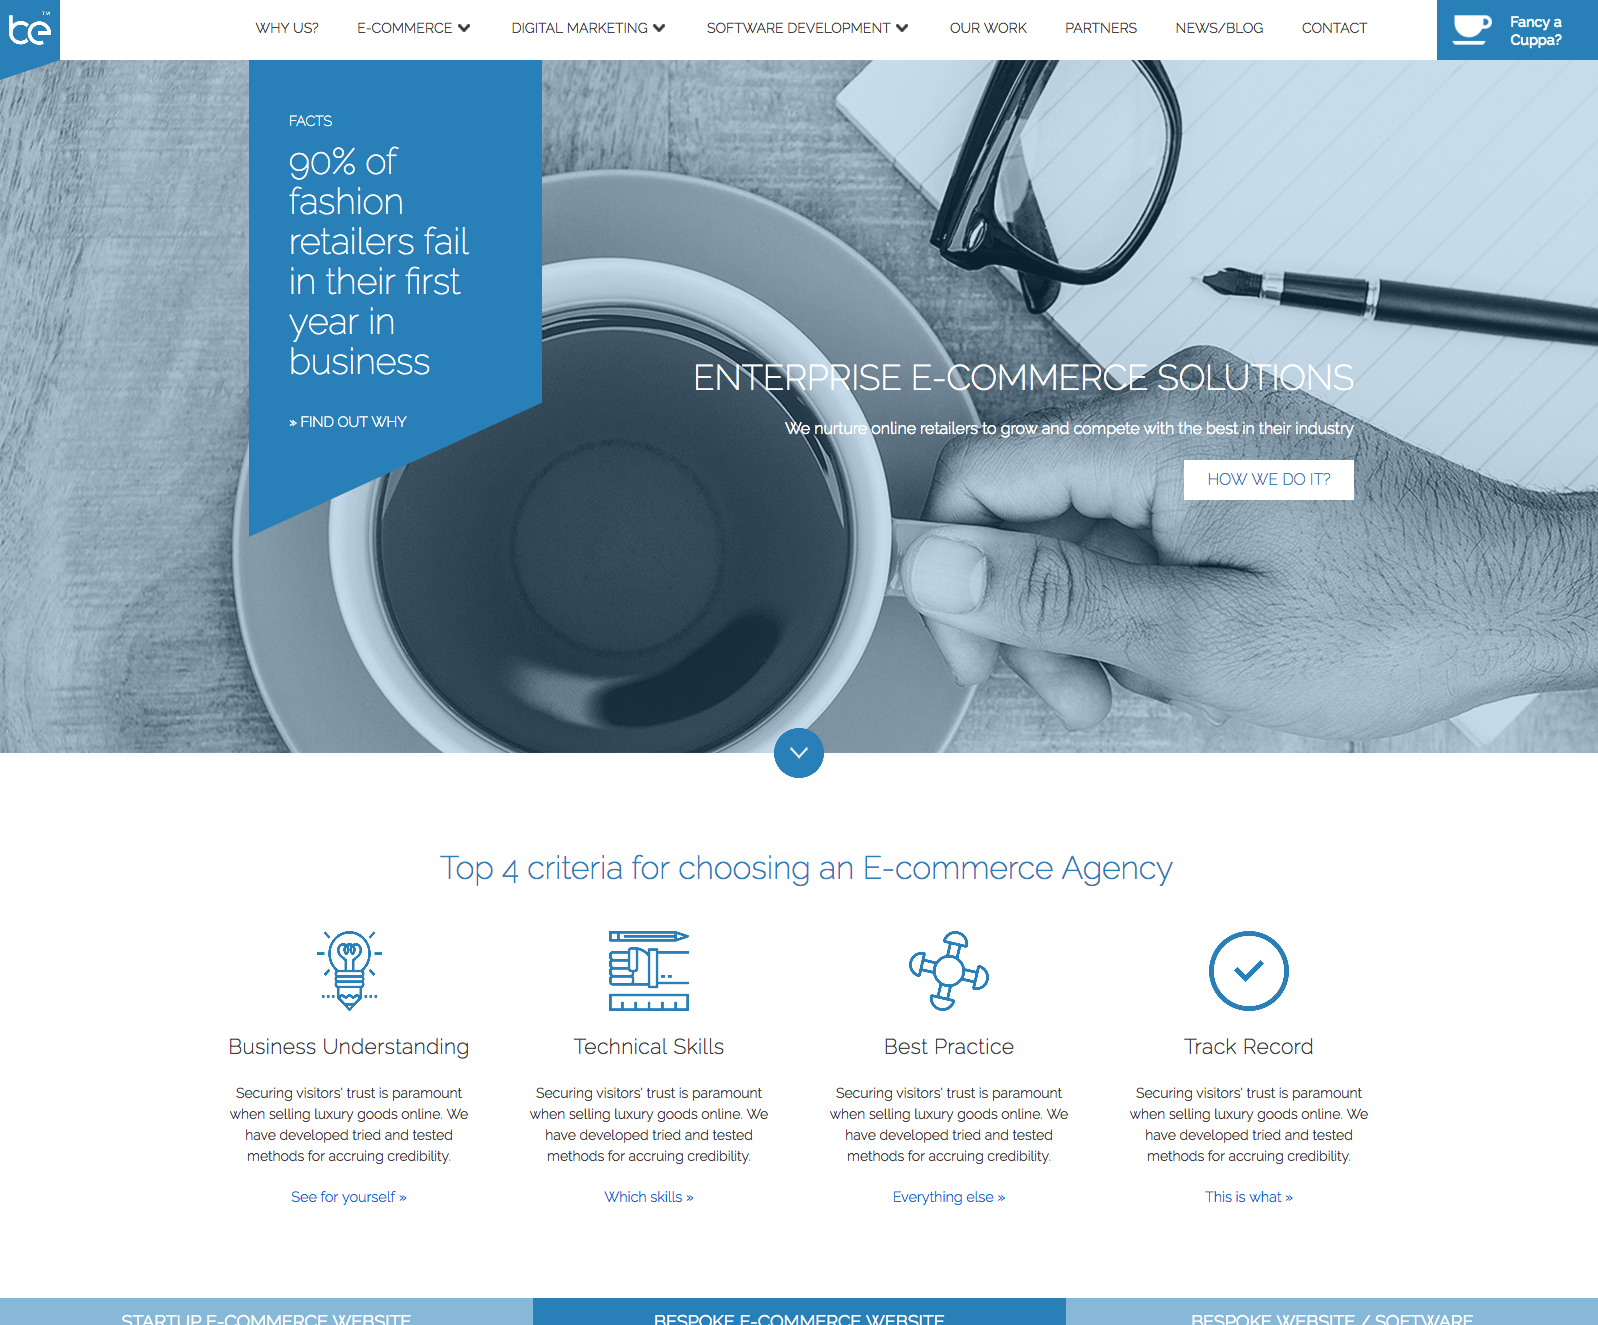 be™
WHY US? E-COMMERCE DIGITAL MARKETING SOFTWARE DEVELOPMENT OUR WORK PARTNERS NEWS/BLOG CONTACT
Fancy a
Cuppa?
FACTS
90% of
fashion
retailers fail
in their first
year in
business
» FIND OUT WHY
ENTERPRISE E-COMMERCE SOLUTIONS
We nurture online retailers to grow and compete with the best in their industry
HOW WE DO IT?
Top 4 criteria for choosing an E-commerce Agency
Business Understanding
Securing visitors' trust is paramount
when selling luxury goods online. We
have developed tried and tested
methods for accruing credibility.
See for yourself »
Technical Skills
Securing visitors' trust is paramount
when selling luxury goods online. We
have developed tried and tested
methods for accruing credibility.
Which skills »
Best Practice
Securing visitors' trust is paramount
when selling luxury goods online. We
have developed tried and tested
methods for accruing credibility.
Everything else »
Track Record
Securing visitors' trust is paramount
when selling luxury goods online. We
have developed tried and tested
methods for accruing credibility.
This is what »
STARTUP E-COMMERCE WEBSITE
BESPOKE E-COMMERCE WEBSITE
BESPOKE WEBSITE / SOFTWARE